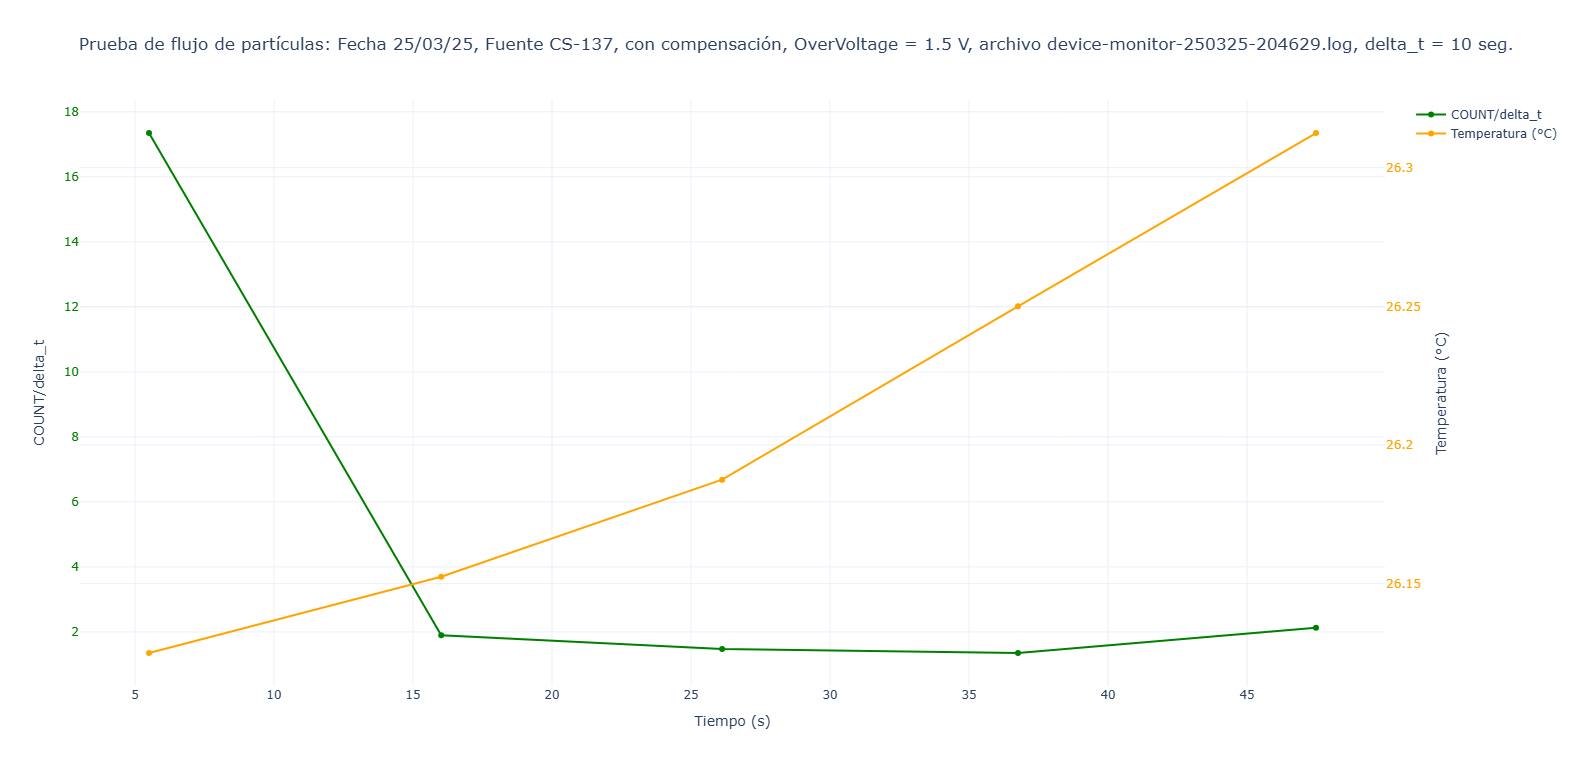 Prueba de flujo de partículas: Fecha 25/03/25, Fuente CS-137, con compensación, OverVoltage = 1.5 V, archivo device-monitor-250325-204629.log, delta_t = 10 seg.
COUNT/delta_t
Temperatura (°C)
18
16
14
12
10
8
6
4
2
COUNT/delta_t
26.3
26.25
26.2
26.15
Temperatura (°C)
5 10 15 20 25 30 35 40 45
Tiempo (s)